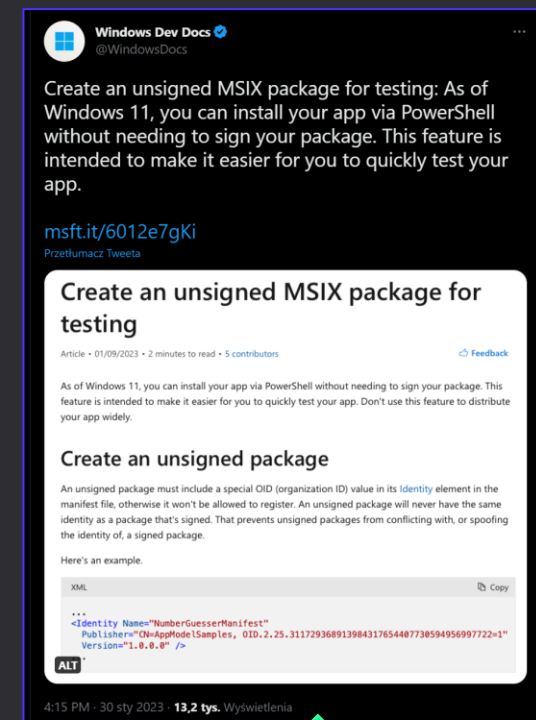 Windows Dev Docs
@WindowsDocs
Create an unsigned MSIX package for testing: As of
Windows 11, you can install your app via PowerShell
without needing to sign your package. This feature is
intended to make it easier for you to quickly test your
app.
msft.it/6012e7gKi
Przetłumacz Tweeta
Create an unsigned MSIX package for
testing
Article • 01/09/2023 • 2 minutes to read • 5 contributors
Feedback
As of Windows 11, you can install your app via PowerShell without needing to sign your package. This
feature is intended to make it easier for you to quickly test your app. Don't use this feature to distribute
your app widely.
Create an unsigned package
An unsigned package must include a special OID (organization ID) value in its Identity element in the
manifest file, otherwise it won't be allowed to register. An unsigned package will never have the same
identity as a package that's signed. That prevents unsigned packages from conflicting with, or spoofing
the identity of, a signed package.
Here's an example.
XML
Copy
...
<Identity Name="NumberGuesserManifest"
Publisher="CN=AppModelSamples, OID.2.25.311729368913984317654407730594956997722=1"
Version="1.0.0.0" />
ALT
4:15 PM · 30 sty 2023 · 13,2 tys. Wyświetlenia